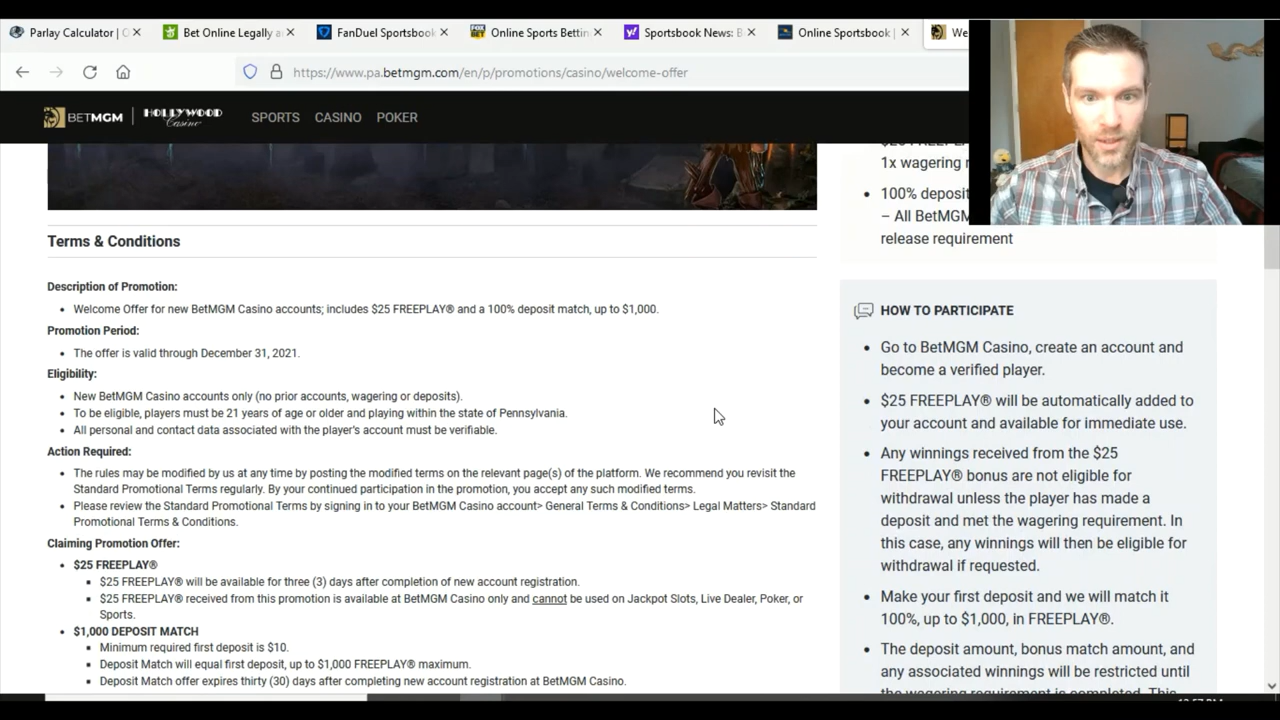 Parlay Calculator | O
Bet Online Legally a
FanDuel Sportsbook
Online Sports Bettin
Sportsbook News: B
Online Sportsbook |
We
https://www.pa.betmgm.com/en/p/promotions/casino/welcome-offer
BETMGM
HOLLYWOOD
Casino
SPORTS
CASINO
POKER
1x wagering r
100% deposit
– All BetMGM
release requirement
Terms & Conditions
Description of Promotion:
Welcome Offer for new BetMGM Casino accounts; includes $25 FREEPLAY® and a 100% deposit match, up to $1,000.
Promotion Period:
The offer is valid through December 31, 2021.
Eligibility:
New BetMGM Casino accounts only (no prior accounts, wagering or deposits).
To be eligible, players must be 21 years of age or older and playing within the state of Pennsylvania.
All personal and contact data associated with the player's account must be verifiable.
Action Required:
The rules may be modified by us at any time by posting the modified terms on the relevant page(s) of the platform. We recommend you revisit the
Standard Promotional Terms regularly. By your continued participation in the promotion, you accept any such modified terms.
Please review the Standard Promotional Terms by signing in to your BetMGM Casino account> General Terms & Conditions> Legal Matters> Standard
Promotional Terms & Conditions.
Claiming Promotion Offer:
$25 FREEPLAY®
$25 FREEPLAY® will be available for three (3) days after completion of new account registration.
$25 FREEPLAY® received from this promotion is available at BetMGM Casino only and cannot be used on Jackpot Slots, Live Dealer, Poker, or
Sports.
$1,000 DEPOSIT MATCH
Minimum required first deposit is $10.
Deposit Match will equal first deposit, up to $1,000 FREEPLAY® maximum.
Deposit Match offer expires thirty (30) days after completing new account registration at BetMGM Casino.
HOW TO PARTICIPATE
Go to BetMGM Casino, create an account and
become a verified player.
$25 FREEPLAY® will be automatically added to
your account and available for immediate use.
Any winnings received from the $25
FREEPLAY® bonus are not eligible for
withdrawal unless the player has made a
deposit and met the wagering requirement. In
this case, any winnings will then be eligible for
withdrawal if requested.
Make your first deposit and we will match it
100%, up to $1,000, in FREEPLAY®.
The deposit amount, bonus match amount, and
any associated winnings will be restricted until
the wagering requirement is completed. This